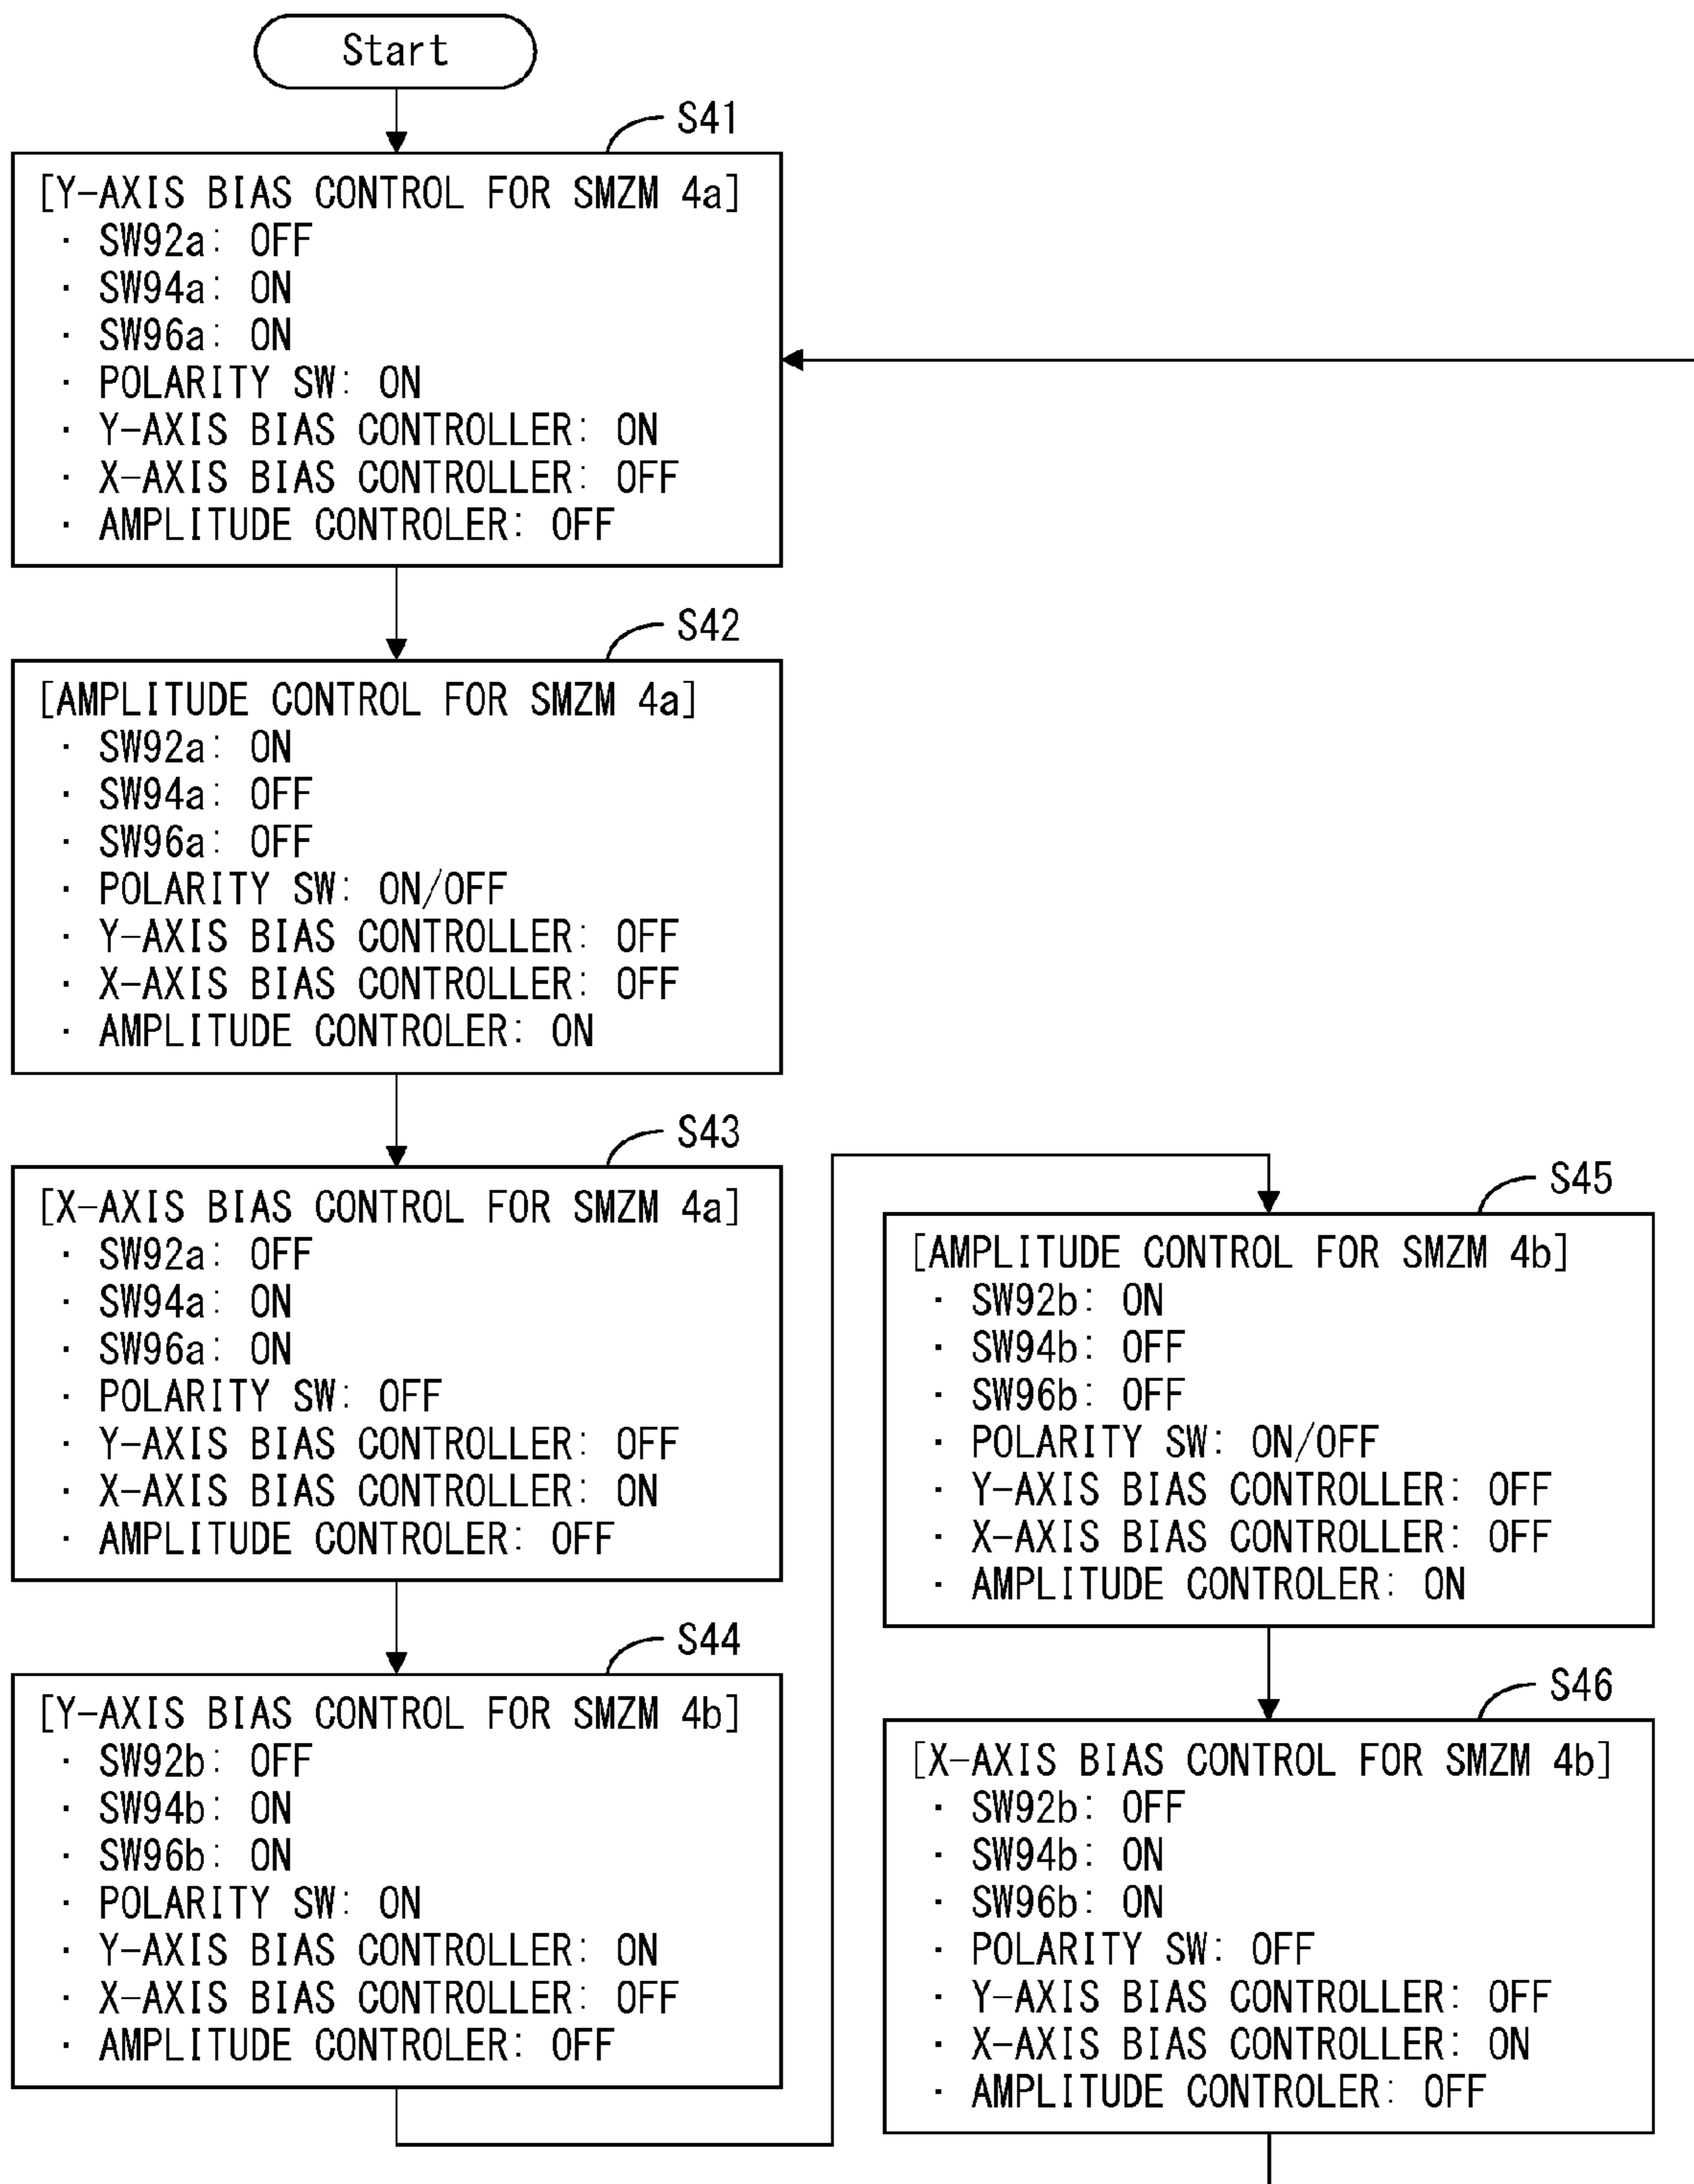 Start
S41
[Y-AXIS BIAS CONTROL FOR SMZM 4a]
· SW92a: OFF
· SW94a: ON
· SW96a: ON
· POLARITY SW: ON
· Y-AXIS BIAS CONTROLLER: ON
· X-AXIS BIAS CONTROLLER: OFF
· AMPLITUDE CONTROLER: OFF
S42
[AMPLITUDE CONTROL FOR SMZM 4a]
· SW92a: ON
· SW94a: OFF
· SW96a: OFF
· POLARITY SW: ON/OFF
· Y-AXIS BIAS CONTROLLER: OFF
· X-AXIS BIAS CONTROLLER: OFF
· AMPLITUDE CONTROLER: ON
S43
[X-AXIS BIAS CONTROL FOR SMZM 4a]
· SW92a: OFF
· SW94a: ON
· SW96a: ON
· POLARITY SW: OFF
· Y-AXIS BIAS CONTROLLER: OFF
· X-AXIS BIAS CONTROLLER: ON
· AMPLITUDE CONTROLER: OFF
S44
[Y-AXIS BIAS CONTROL FOR SMZM 4b]
· SW92b: OFF
· SW94b: ON
· SW96b: ON
· POLARITY SW: ON
· Y-AXIS BIAS CONTROLLER: ON
· X-AXIS BIAS CONTROLLER: OFF
· AMPLITUDE CONTROLER: OFF
S45
[AMPLITUDE CONTROL FOR SMZM 4b]
· SW92b: ON
· SW94b: OFF
· SW96b: OFF
· POLARITY SW: ON/OFF
· Y-AXIS BIAS CONTROLLER: OFF
· X-AXIS BIAS CONTROLLER: OFF
· AMPLITUDE CONTROLER: ON
S46
[X-AXIS BIAS CONTROL FOR SMZM 4b]
· SW92b: OFF
· SW94b: ON
· SW96b: ON
· POLARITY SW: OFF
· Y-AXIS BIAS CONTROLLER: OFF
· X-AXIS BIAS CONTROLLER: ON
· AMPLITUDE CONTROLER: OFF